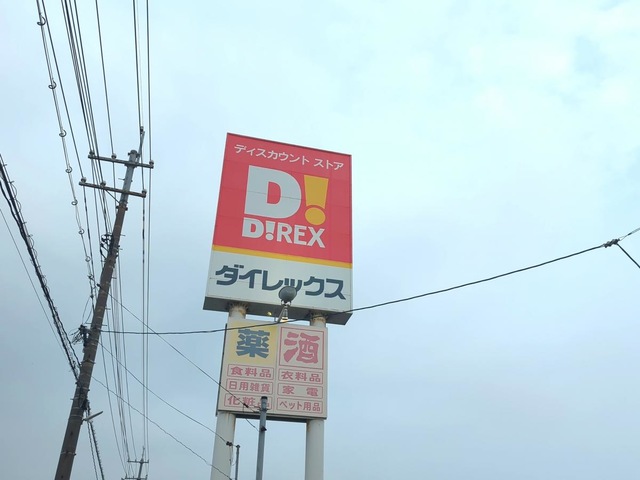 ディスカウント ストア
D!
D!REX
ダイレックス
薬 酒
食料品 衣料品
日用雑貨 家電
化粧品 ペット用品